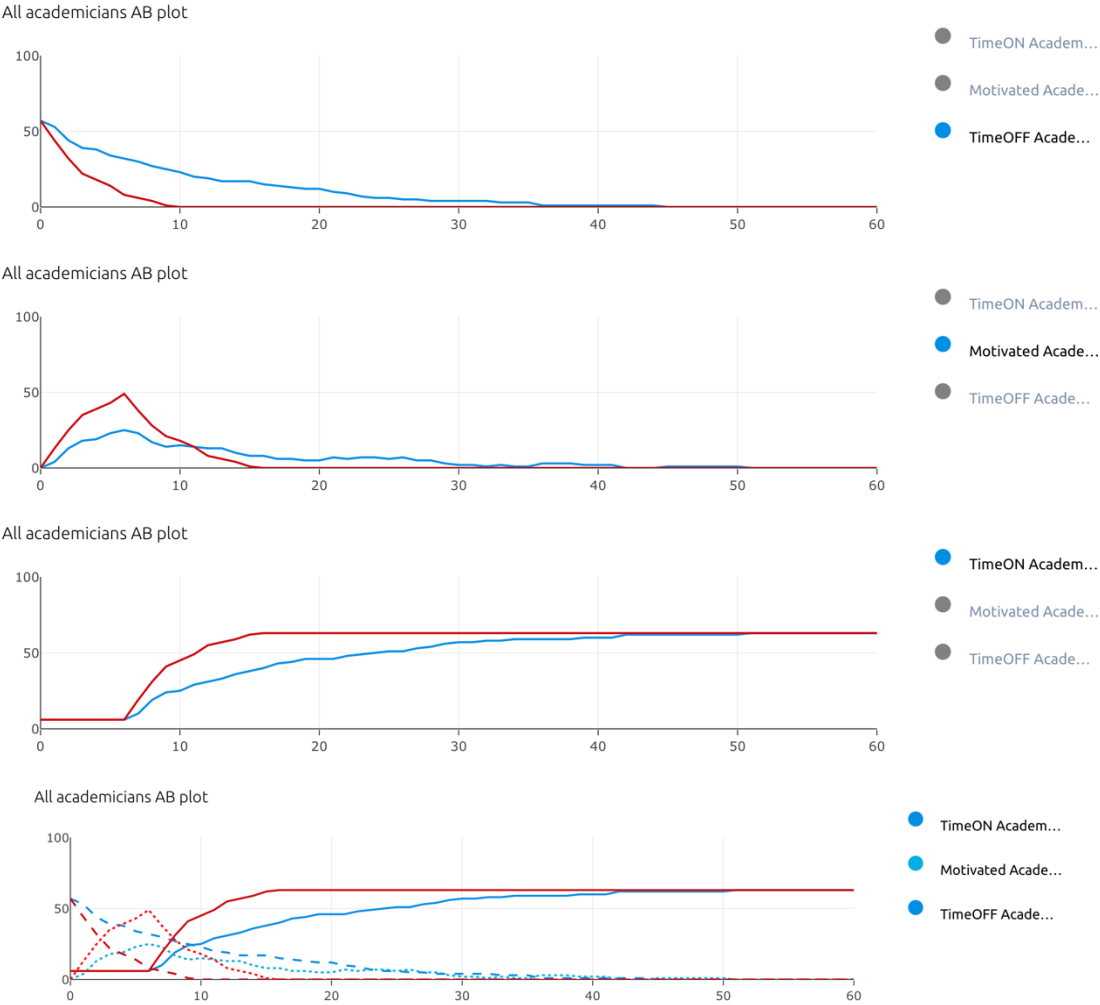 All academicians AB plot
TimeON Academ...
Motivated Acade...
TimeOFF Acade...
100
50
0
0 10 20 30 40 50 60
All academicians AB plot
TimeON Academ...
Motivated Acade...
TimeOFF Acade...
100
50
0
0 10 20 30 40 50 60
All academicians AB plot
TimeON Academ...
Motivated Acade...
TimeOFF Acade...
100
50
0
0 10 20 30 40 50 60
All academicians AB plot
TimeON Academ...
Motivated Acade...
TimeOFF Acade...
100
50
0
0 10 20 30 40 50 60